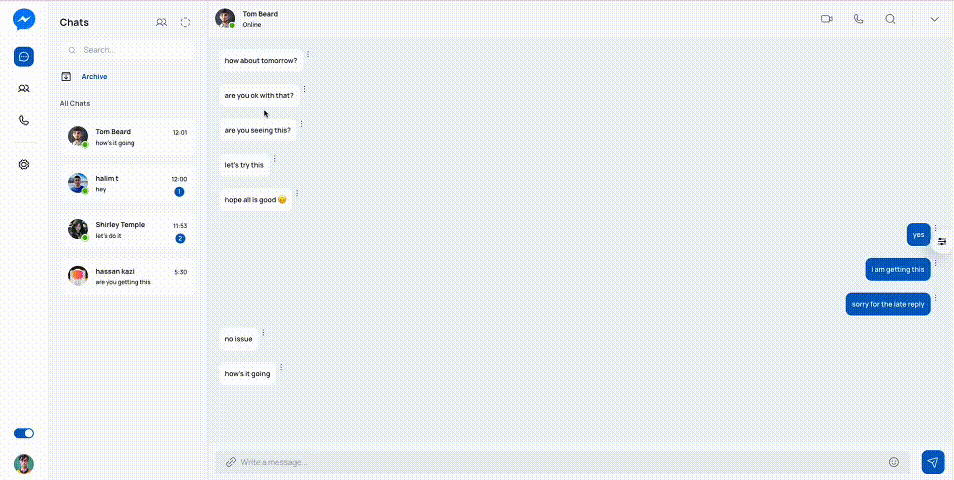 Chats
Search...
Archive
All Chats
Tom Beard 12:01
how's it going
halim t 12:00
hey 1
Shirley Temple 11:53
let's do it 2
hassan kazi 5:30
are you getting this
Tom Beard
Online
how about tomorrow?
are you ok with that?
are you seeing this?
let's try this
hope all is good 😊
yes
i am getting this
sorry for the late reply
no issue
how's it going
Write a message...